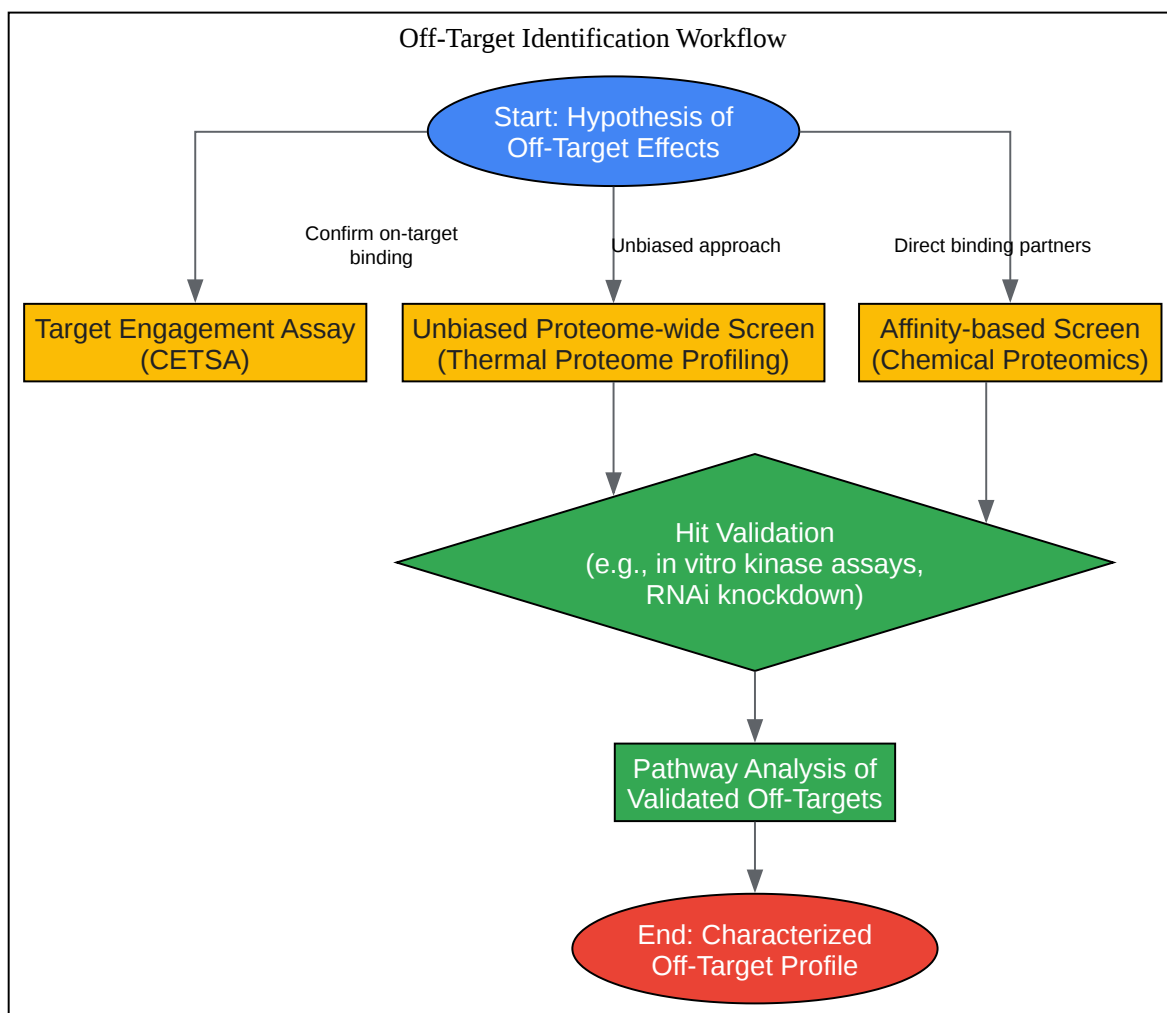 Off-Target Identification Workflow
Start: Hypothesis of
Off-Target Effects
Confirm on-target
binding
Unbiased approach
Direct binding partners
Target Engagement Assay
(CETSA)
Unbiased Proteome-wide Screen
(Thermal Proteome Profiling)
Affinity-based Screen
(Chemical Proteomics)
Hit Validation
(e.g., in vitro kinase assays,
RNAi knockdown)
Pathway Analysis of
Validated Off-Targets
End: Characterized
Off-Target Profile